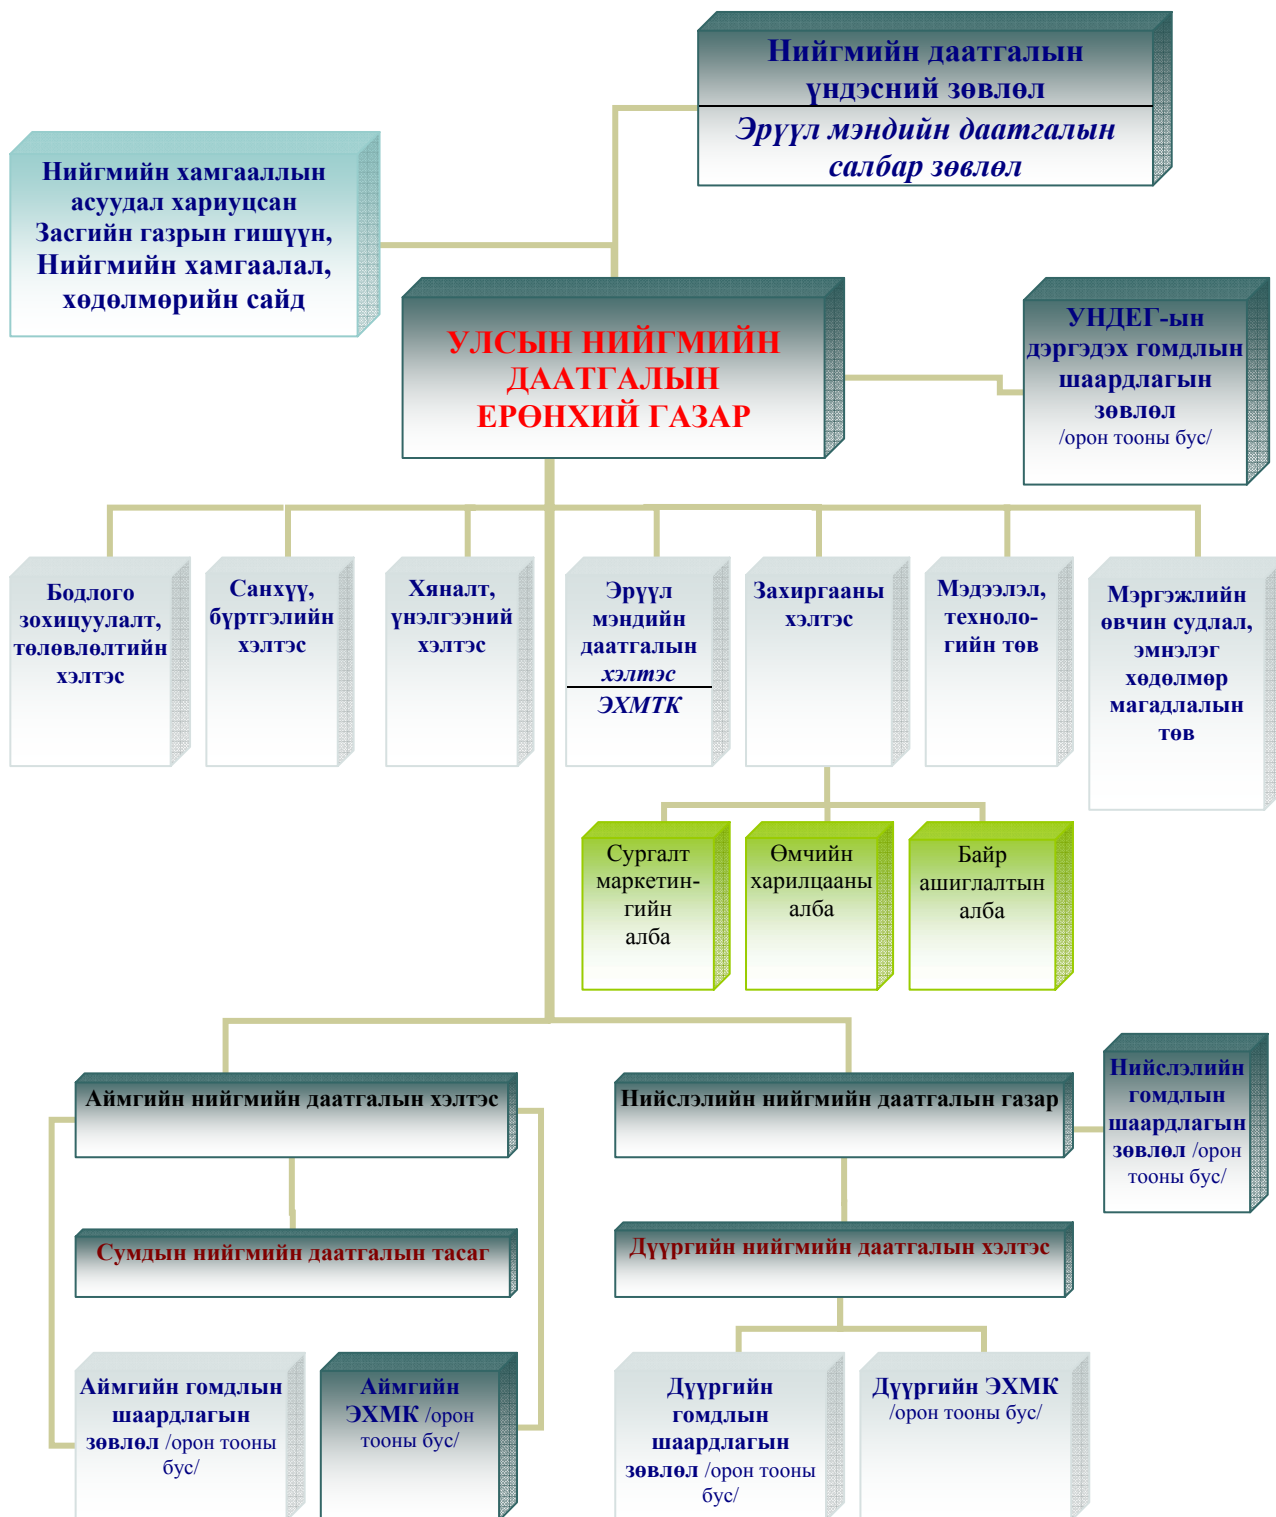 Нийгмийн даатгалын
үндэсний зөвлөл
Эрүүл мэндийн даатгалын
салбар зөвлөл
Нийгмийн хамгааллын
асуудал хариуцсан
Засгийн газрын гишүүн,
Нийгмийн хамгаалал,
хөдөлмөрийн сайд
УЛСЫН НИЙГМИЙН
ДААТГАЛЫН
ЕРӨНХИЙ ГАЗАР
УНДЕГ-ын
дэргэдэх гомдлын
шаардлагын
зөвлөл
/орон тооны бус/
Бодлого
зохицуулалт,
төлөвлөлтийн
хэлтэс
Санхүү,
бүртгэлийн
хэлтэс
Хяналт,
үнэлгээний
хэлтэс
Эрүүл
мэндийн
даатгалын
хэлтэс
ЭХМТК
Захиргааны
хэлтэс
Мэдээлэл,
техноло-
гийн төв
Мэргэжлийн
өвчин судлал,
эмнэлэг
хөдөлмөр
магадлалын
төв
Сургалт
маркетин-
гийн
алба
Өмчийн
харилцааны
алба
Байр
ашиглалтын
алба
Аймгийн нийгмийн даатгалын хэлтэс
Нийслэлийн нийгмийн даатгалын газар
Нийслэлийн
гомдлын
шаардлагын
зөвлөл /орон
тооны бус/
Сумдын нийгмийн даатгалын тасаг
Дүүргийн нийгмийн даатгалын хэлтэс
Аймгийн гомдлын
шаардлагын
зөвлөл /орон тооны
бус/
Аймгийн
ЭХМК /орон
тооны бус/
Дүүргийн
гомдлын
шаардлагын
зөвлөл /орон тооны
бус/
Дүүргийн ЭХМК
/орон тооны бус/